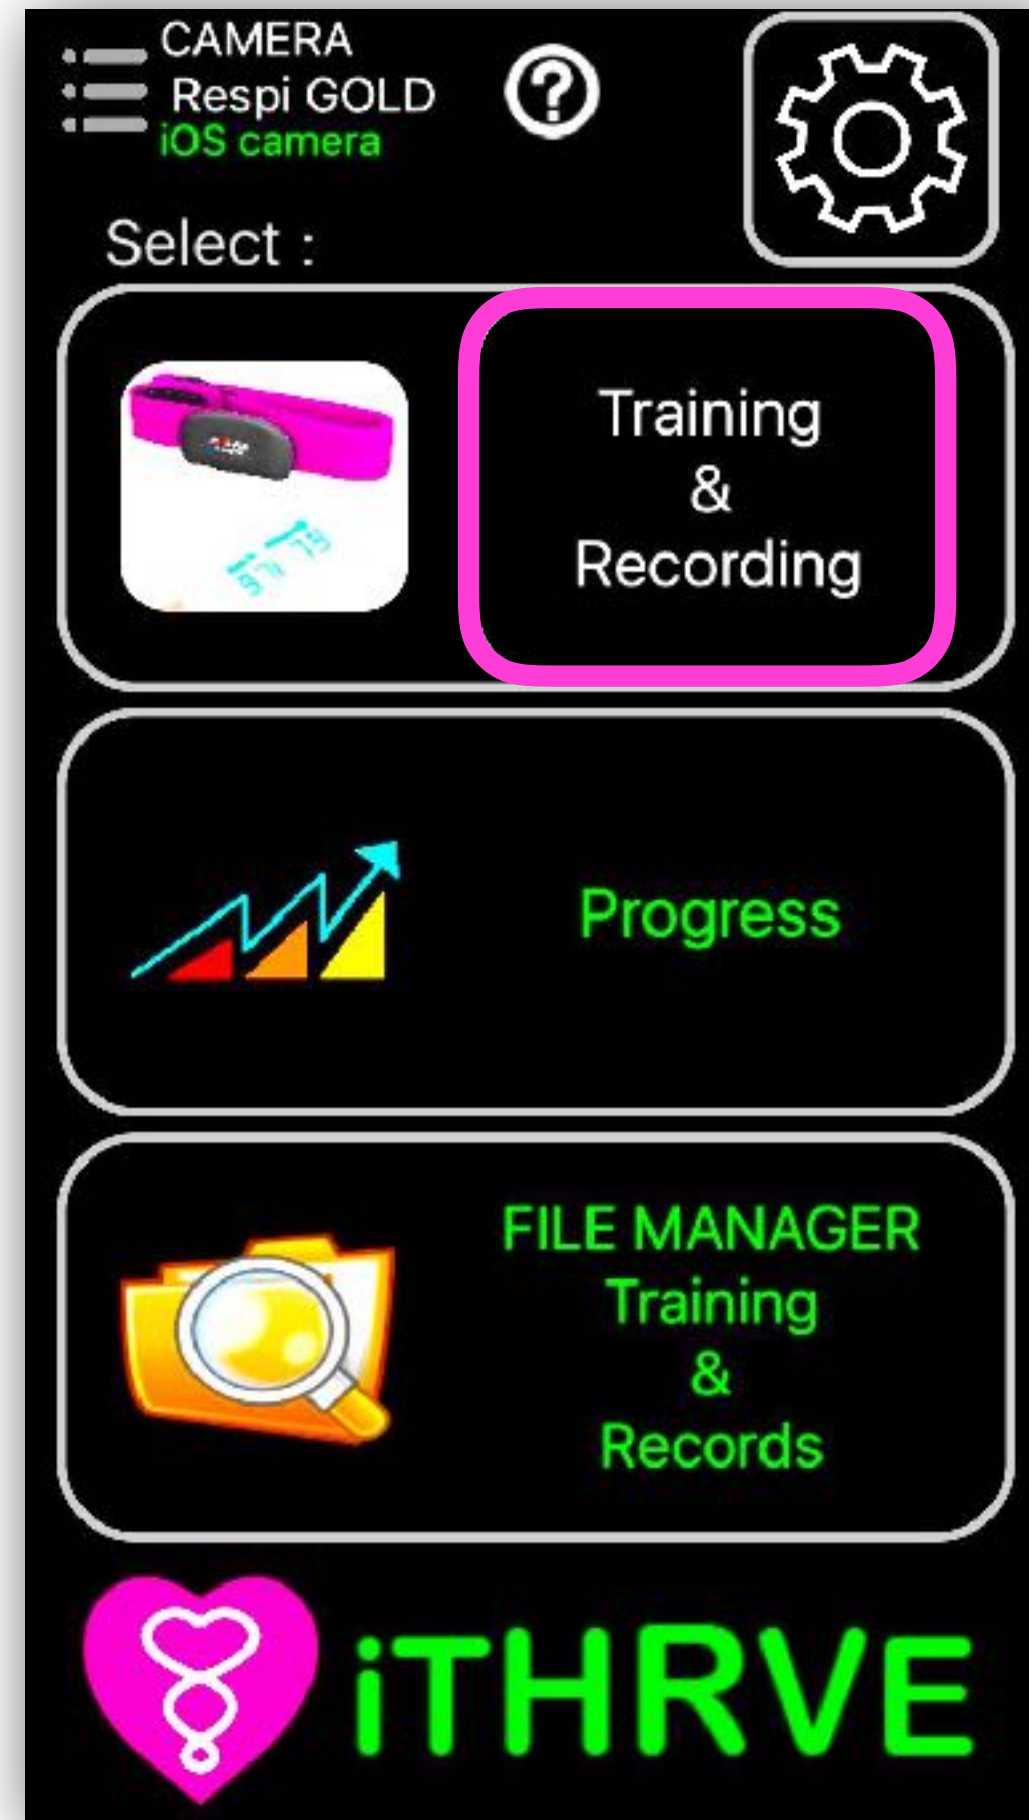 CAMERA
Respi GOLD
iOS camera
?
Select :
Training
&
Recording
Progress
FILE MANAGER
Training
&
Records
iTHRVE